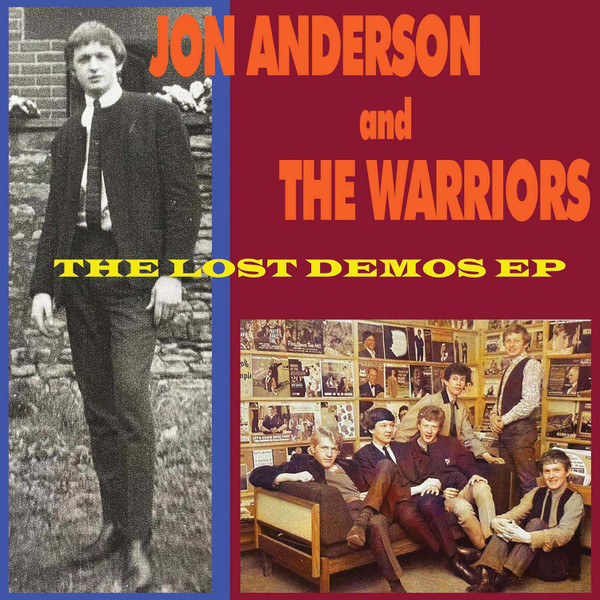 JON ANDERSON
and
THE WARRIORS
THE LOST DEMOS EP